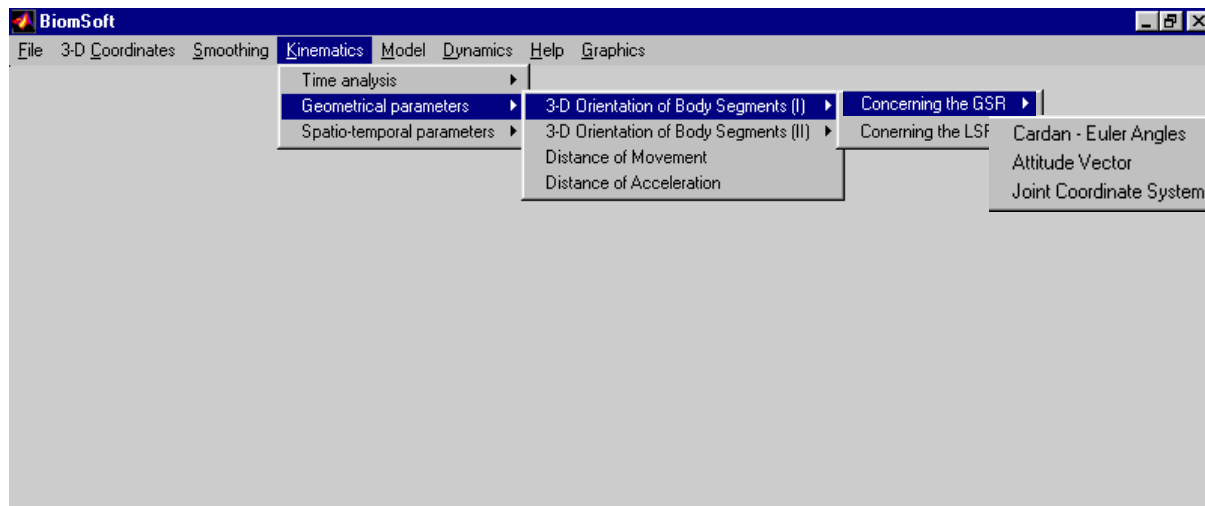 BiomSoft
File 3-D Coordinates Smoothing Kinematics Model Dynamics Help Graphics
Time analysis
Geometrical parameters
Spatio-temporal parameters
3-D Orientation of Body Segments (I)
3-D Orientation of Body Segments (II)
Distance of Movement
Distance of Acceleration
Concerning the GSR
Conerning the LSR
Cardan - Euler Angles
Attitude Vector
Joint Coordinate System